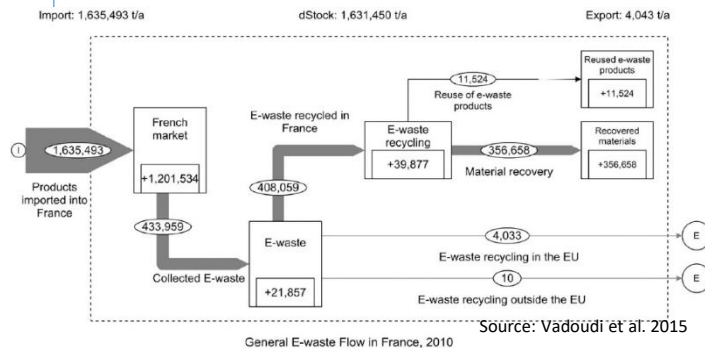 Import: 1,635,493 t/a
dStock: 1,631,450 t/a
Export: 4,043 t/a
Reused e-waste
products
+11,524
11,524
Reuse of e-waste
products
French
market
+1,201,534
E-waste recycled in
France
E-waste
recycling
+39,877
Recovered
materials
+356,658
356,658
Material recovery
I
1,635,493
Products
imported into
France
408,059
433,959
Collected E-waste
E-waste
+21,857
4,033
E
E-waste recycling in the EU
10
E
E-waste recycling outside the EU
Source: Vadoudi et al. 2015
General E-waste Flow in France, 2010